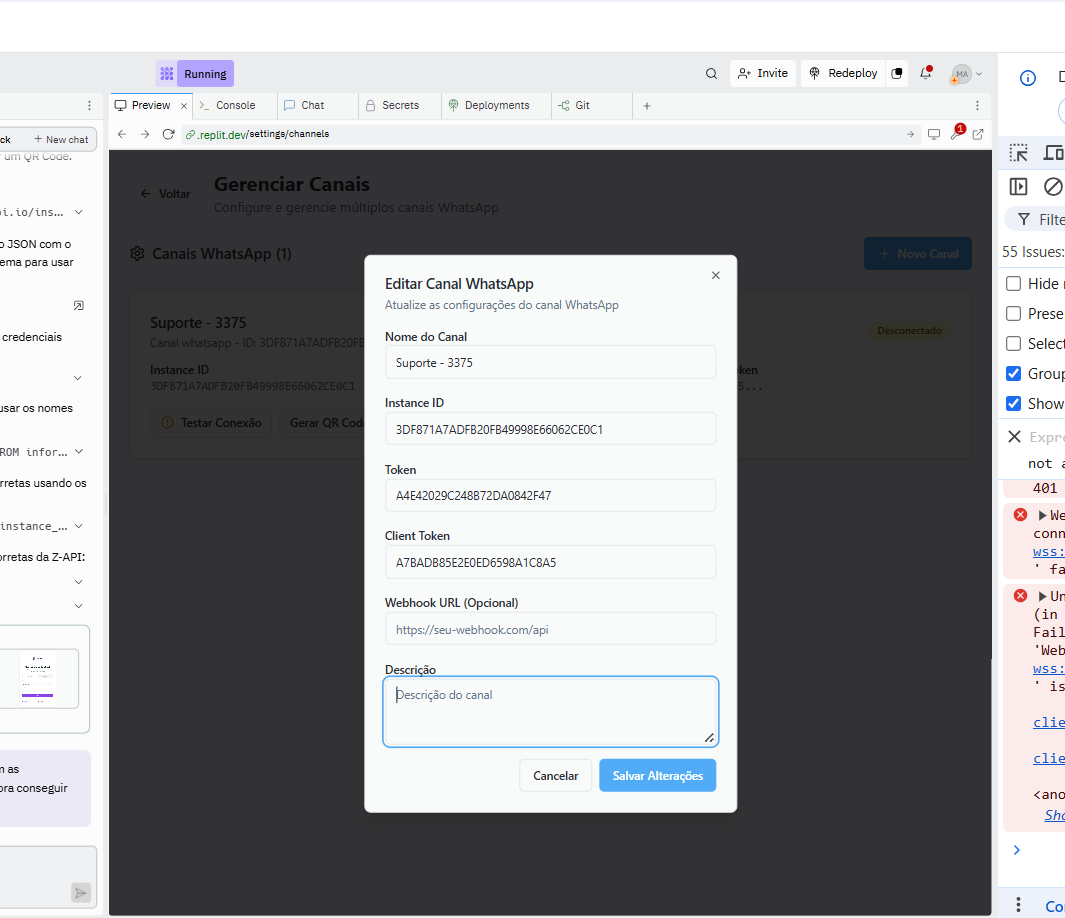 Running
Invite
Redeploy
MA
Preview
Console
Chat
Secrets
Deployments
Git
ck
New chat
.replit.dev/settings/channels
1
um QR Code.
pi.io/ins...
o JSON com o
ema para usar
credenciais
usar os nomes
ROM infor...
rretas usando os
instance_...
orretas da Z-API:
m as
ora conseguir
Voltar
Gerenciar Canais
Configure e gerencie múltiplos canais WhatsApp
Canais WhatsApp (1)
Novo Canal
Suporte - 3375
Canal whatsapp - ID: 3DF871A7ADFB20FB
Desconectado
Instance ID
oken
3DF871A7ADFB20FB49998E66062CE0C1
5...
Testar Conexão
Gerar QR Code
Editar Canal WhatsApp
Atualize as configurações do canal WhatsApp
Nome do Canal
Suporte - 3375
Instance ID
3DF871A7ADFB20FB49998E66062CE0C1
Token
A4E42029C248B72DA0842F47
Client Token
A7BADB85E2E0ED6598A1C8A5
Webhook URL (Opcional)
https://seu-webhook.com/api
Descrição
Descrição do canal
Cancelar
Salvar Alterações
Filte
55 Issues:
Hide
Prese
Select
Group
Show
Expre
not a
401
We
conn
wss:
' fa
Un
(in
Fail
'Web
wss:
' is
clie
clie
<ano
Sho
Co